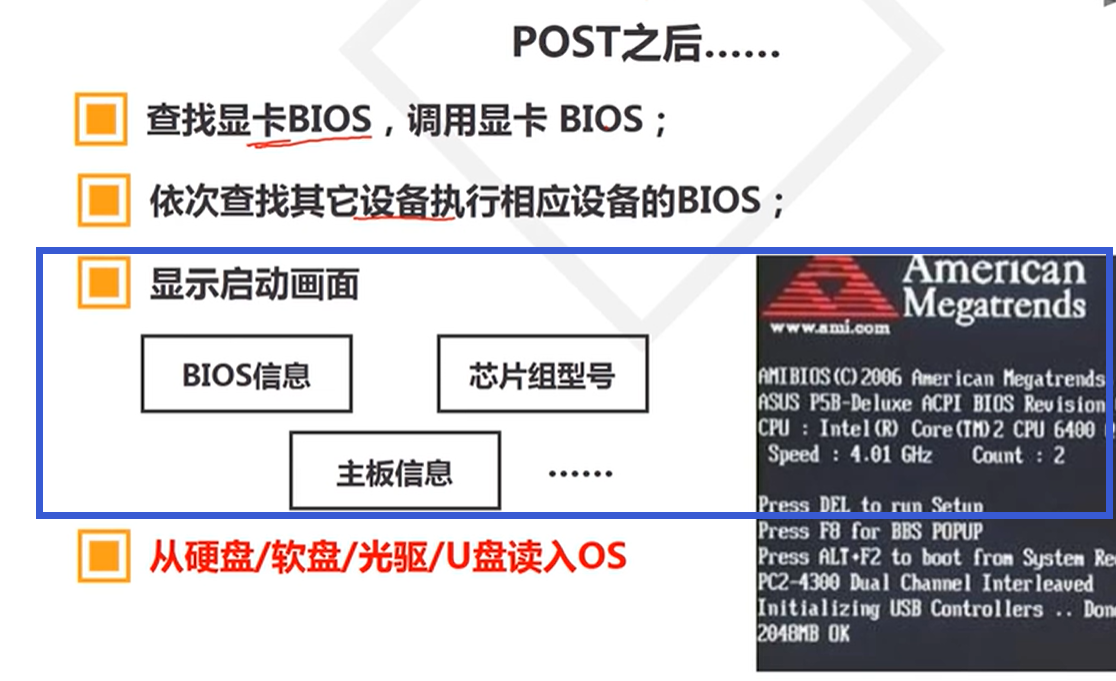 POST之后……
查找显卡BIOS，调用显卡 BIOS；
依次查找其它设备执行相应设备的BIOS；
显示启动画面
BIOS信息
芯片组型号
主板信息
……
从硬盘/软盘/光驱/U盘读入OS
American
Megatrends
www.ami.com
AMIBIOS(C)2006 American Megatrends
ASUS P5B-Deluxe ACPI BIOS Revision
CPU : Intel(R) Core(TM)2 CPU 6400
Speed : 4.01 GHz Count : 2
Press DEL to run Setup
Press F8 for BBS POPUP
Press ALT+F2 to boot from System
PC2-4300 Dual Channel Interleaved
Initializing USB Controllers ..
2048MB OK